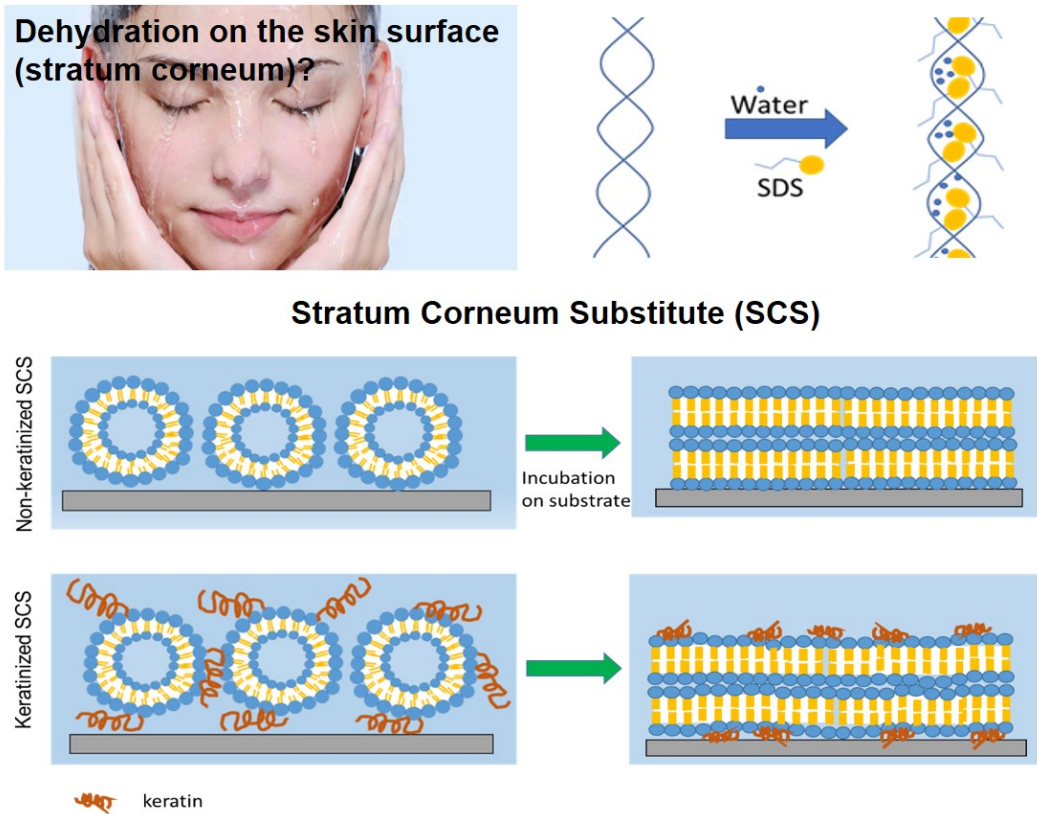 Dehydration on the skin surface
(stratum corneum)?
Water
SDS
Stratum Corneum Substitute (SCS)
Non-keratinized SCS
Incubation
on substrate
Keratinized SCS
keratin